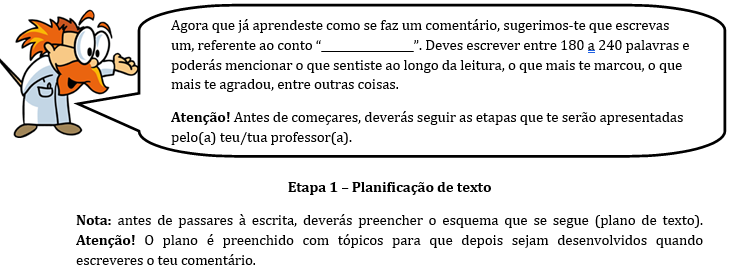 Agora que já aprendeste como se faz um comentário, sugerimos-te que escrevas
um, referente ao conto “_________________”. Deves escrever entre 180 a 240 palavras e
poderás mencionar o que sentiste ao longo da leitura, o que mais te marcou, o que
mais te agradou, entre outras coisas.
Atenção! Antes de começares, deverás seguir as etapas que te serão apresentadas
pelo(a) teu/tua professor(a).
Etapa 1 – Planificação de texto
Nota: antes de passares à escrita, deverás preencher o esquema que se segue (plano de texto).
Atenção! O plano é preenchido com tópicos para que depois sejam desenvolvidos quando
escreveres o teu comentário.